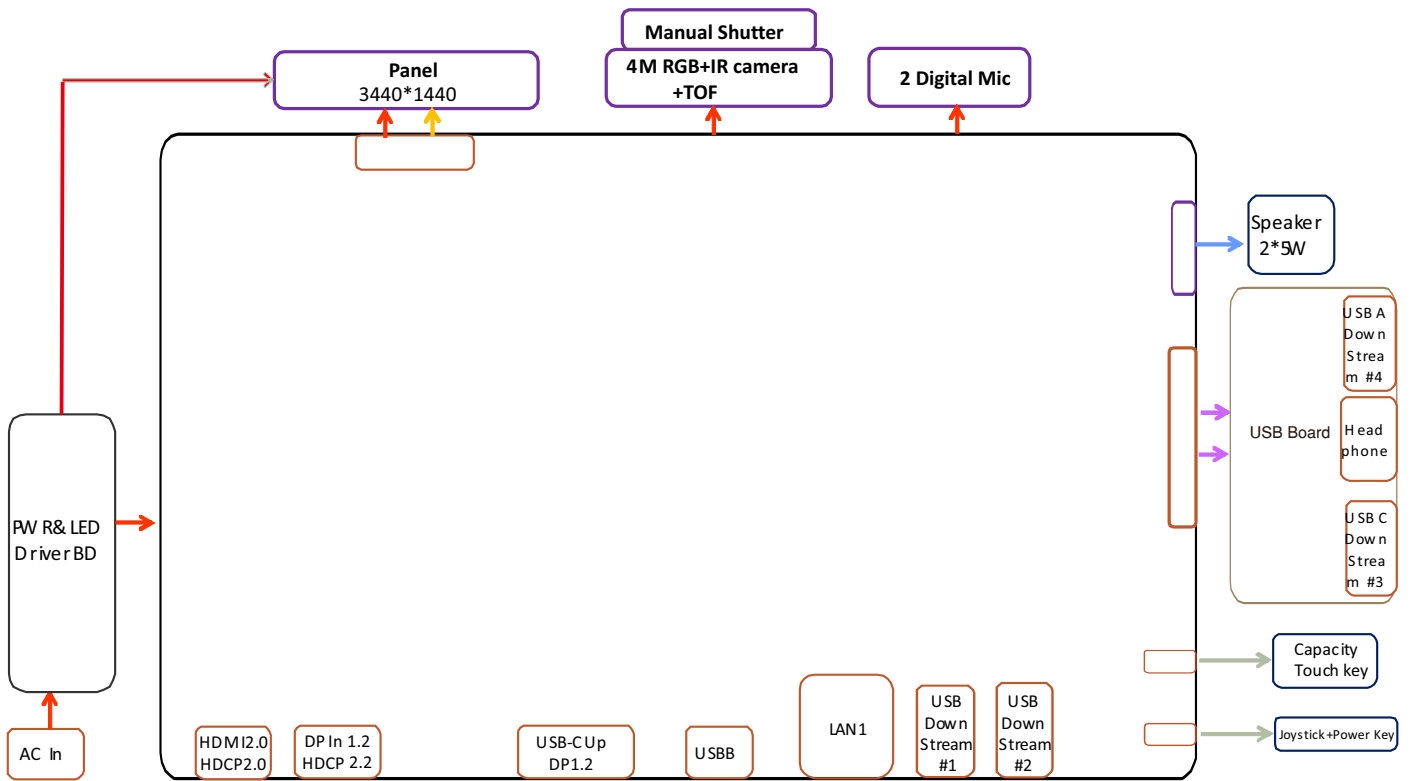 Manual Shutter
Panel
3440*1440
4M RGB+IR camera
+TOF
2 Digital Mic
Speaker
2*5W
USB A
Down
Strea
m #4
USB Board
Head
phone
USB C
Down
Strea
m #3
PWR& LED
Driver BD
Capacity
Touch key
Joystick+Power Key
AC In
HDMI2.0
HDCP2.0
DP In 1.2
HDCP 2.2
USB-C Up
DP1.2
USBB
LAN1
USB
Down
Stream
#1
USB
Down
Stream
#2